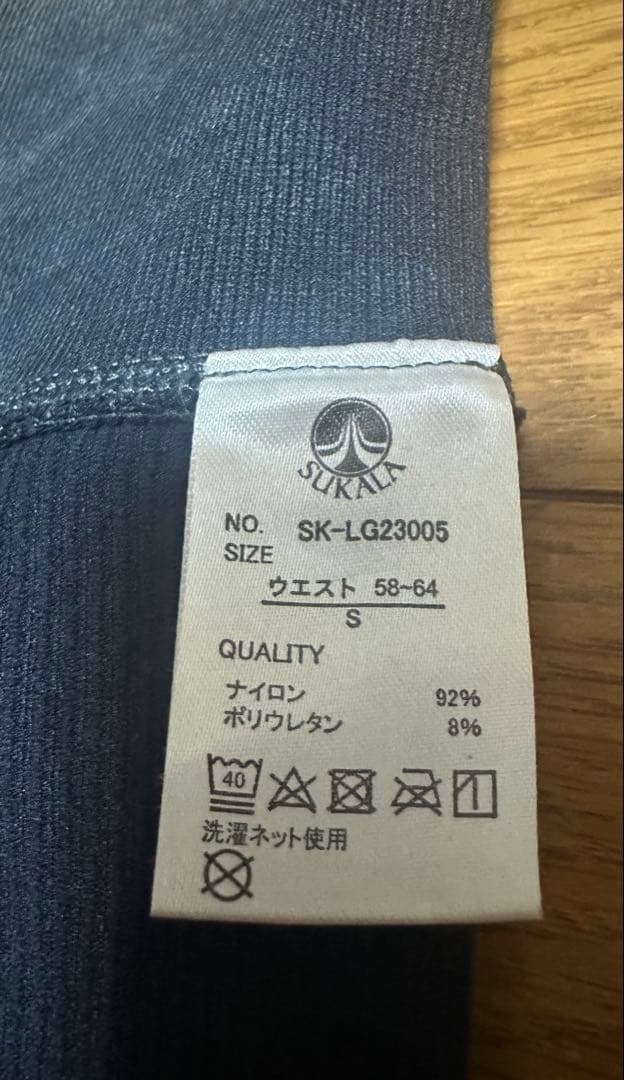 SUKALA
NO. SK-LG23005
SIZE
ウエスト 58~64
S
QUALITY
ナイロン 92%
ポリウレタン 8%
40
洗濯ネット使用